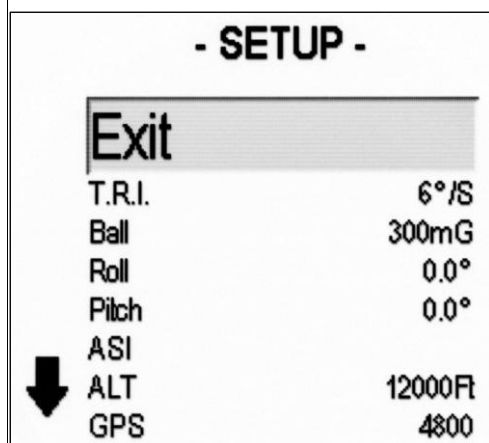 - SETUP -
Exit
T.R.I. 6°/S
Ball 300mG
Roll 0.0°
Pitch 0.0°
ASI
ALT 12000Ft
GPS 4800